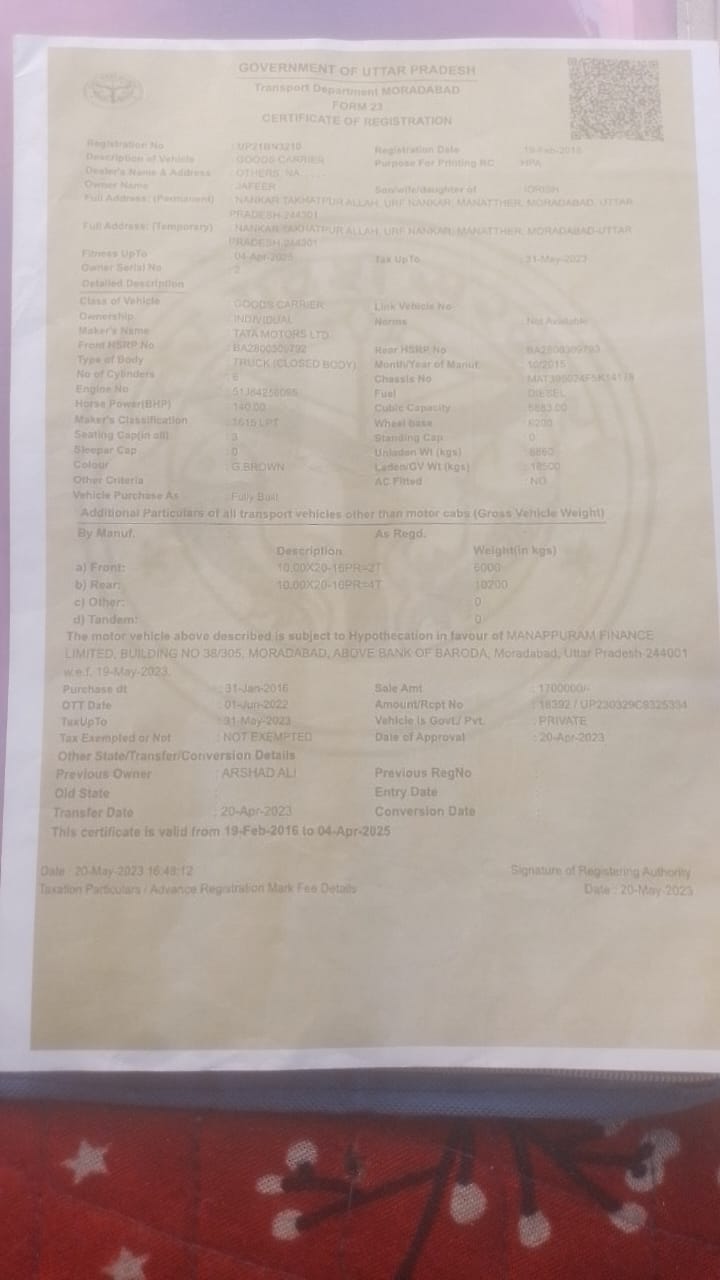 GOVERNMENT OF UTTAR PRADESH
Transport Department MORADABAD
FORM 23
CERTIFICATE OF REGISTRATION
Registration No : UP21BN3210 Registration Date : 19-Feb-2016
Description of Vehicle : GOODS CARRIER Purpose For Printing RC : HPA
Dealer's Name & Address : OTHERS, NA
Owner Name : JAFEER Son/wife/daughter of : IDRISH
Full Address: (Permanent) : NANKAR TAKHATPUR ALLAH, URF NANKAR, MANATTHER, MORADABAD, UTTAR
PRADESH-244301
Full Address: (Temporary) : NANKAR TAKHATPUR ALLAH, URF NANKAR, MANATTHER, MORADABAD-UTTAR
PRADESH-244301
Fitness UpTo : 04-Apr-2025 Tax UpTo : 31-May-2023
Owner Serial No : 2
Detailed Description
Class of Vehicle : GOODS CARRIER Link Vehicle No
Ownership : INDIVIDUAL Norms : Not Available
Maker's Name : TATA MOTORS LTD
Front HSRP No : BA2800309792 Rear HSRP No : BA2800309793
Type of Body : TRUCK (CLOSED BODY) Month/Year of Manuf. : 10/2015
No of Cylinders : 6 Chassis No
Engine No Fuel : DIESEL
Horse Power(BHP) : 140.00 Cubic Capacity : 5883.00
Maker's Classification : 1615 LPT Wheel base : 6200
Seating Cap(in all) : 3 Standing Cap : 0
Sleepar Cap : 0 Unladen Wt (kgs) : 6860
Colour : G.BROWN Laden/GV Wt (kgs) : 18500
Other Criteria AC Fitted : NO
Vehicle Purchase As : Fully Built
Additional Particulars of all transport vehicles other than motor cabs (Gross Vehicle Weight)
By Manuf. : As Regd.
Description Weight(in kgs)
a) Front: 10.00X20-16PR=2T 6000
b) Rear: 10.00X20-16PR=4T 10200
c) Other: 0
d) Tandem: 0
The motor vehicle above described is subject to Hypothecation in favour of MANAPPURAM FINANCE
LIMITED, BUILDING NO 38/305, MORADABAD, ABOVE BANK OF BARODA, Moradabad, Uttar Pradesh-244001
w.e.f. 19-May-2023.
Purchase dt : 31-Jan-2016 Sale Amt : 1700000/-
OTT Date : 01-Jun-2022 Amount/Rcpt No : 18392 / UP230329C9325334
TaxUpTo : 31-May-2023 Vehicle is Govt./ Pvt. : PRIVATE
Tax Exempted or Not : NOT EXEMPTED Date of Approval : 20-Apr-2023
Other State/Transfer/Conversion Details
Previous Owner : ARSHAD ALI Previous RegNo :
Old State : Entry Date :
Transfer Date : 20-Apr-2023 Conversion Date :
This certificate is valid from 19-Feb-2016 to 04-Apr-2025
Date : 20-May-2023 16:48:12 Signature of Registering Authority
Taxation Particulars / Advance Registration Mark Fee Details Date : 20-May-2023